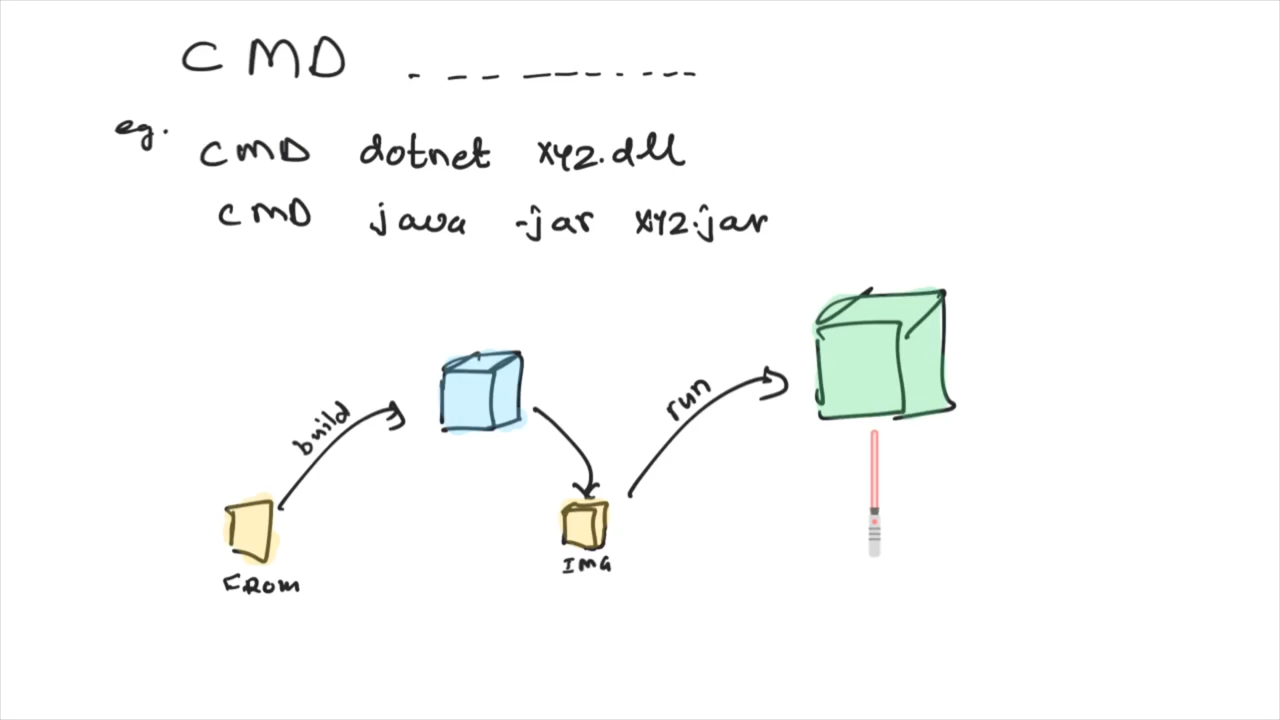 CMD . _ _ _ _ _ . _ _ _
eg.
CMD dotnet xyz.dll
CMD java -jar xyz.jar
build
run
FROM
IMG